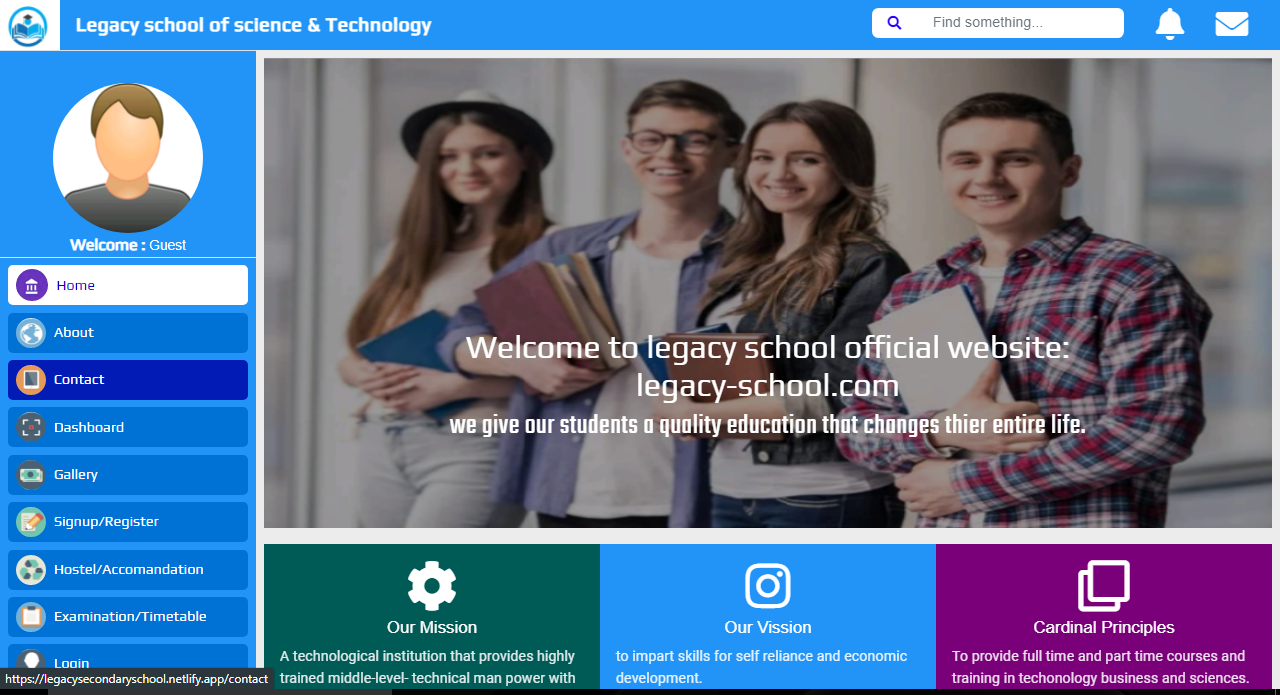 Legacy school of science & Technology
Find something...
Welcome : Guest
Home
About
Contact
Dashboard
Gallery
Signup/Register
Hostel/Accomandation
Examination/Timetable
Login
https://legacysecondaryschool.netlify.app/contact
Welcome to legacy school official website:
legacy-school.com
we give our students a quality education that changes thier entire life.
Our Mission
A technological institution that provides highly
trained middle-level- technical man power with
Our Vission
to impart skills for self reliance and economic
development.
Cardinal Principles
To provide full time and part time courses and
training in techonology business and sciences.